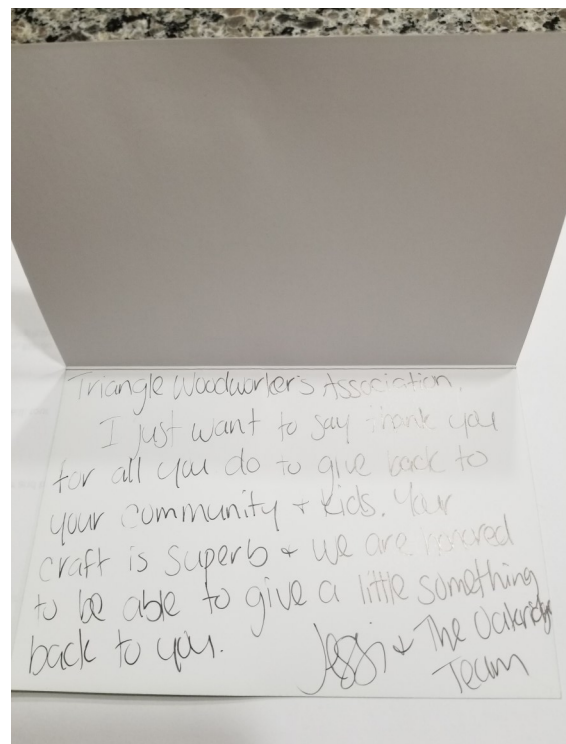 Triangle Woodworker's Association,
I just want to say thank you
for all you do to give back to
your community + kids. Your
craft is superb + we are honored
to be able to give a little something
back to you.
Jessi + The Oakridge
Team